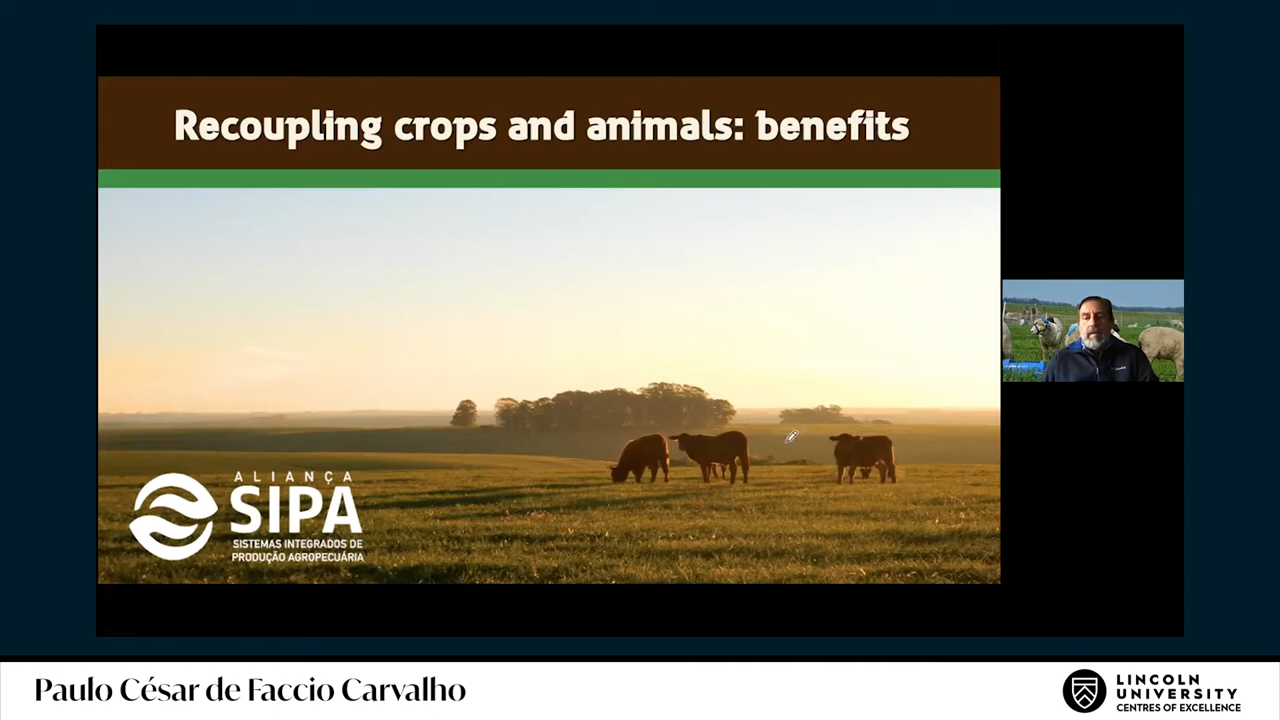 Recoupling crops and animals: benefits
ALIANÇA
SIPA
SISTEMAS INTEGRADOS DE
PRODUÇÃO AGROPECUÁRIA
Paulo César de Faccio Carvalho
LINCOLN
UNIVERSITY
CENTRES OF EXCELLENCE